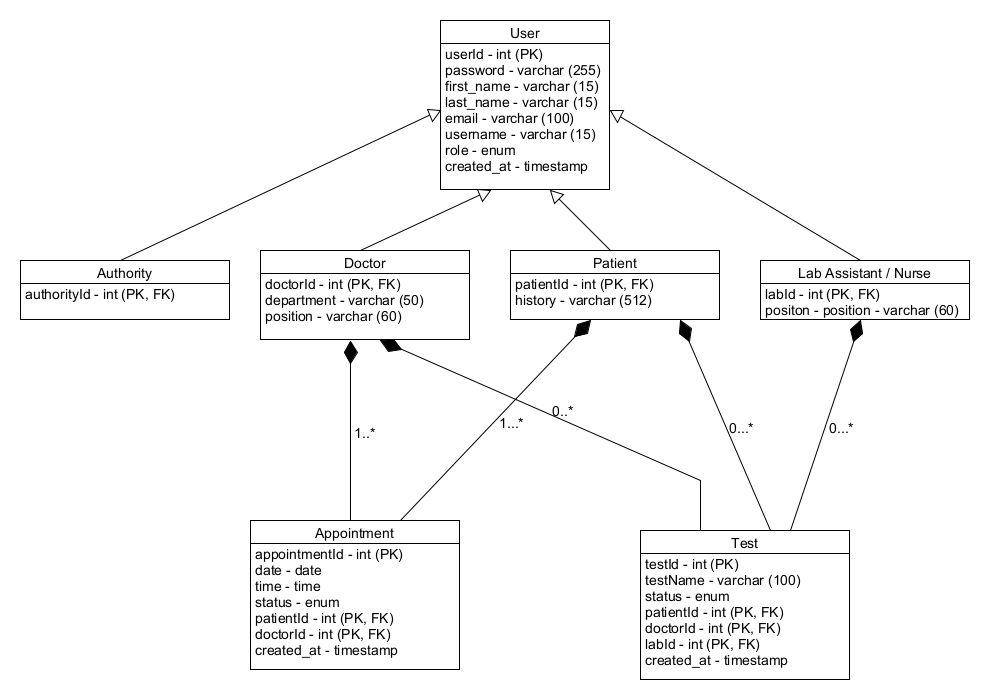 User
userId - int (PK)
password - varchar (255)
first_name - varchar (15)
last_name - varchar (15)
email - varchar (100)
username - varchar (15)
role - enum
created_at - timestamp
Authority
authorityId - int (PK, FK)
Doctor
doctorId - int (PK, FK)
department - varchar (50)
position - varchar (60)
Patient
patientId - int (PK, FK)
history - varchar (512)
Lab Assistant / Nurse
labId - int (PK, FK)
positon - position - varchar (60)
1..*
1...*
0..*
0...*
0...*
Appointment
appointmentId - int (PK)
date - date
time - time
status - enum
patientId - int (PK, FK)
doctorId - int (PK, FK)
created_at - timestamp
Test
testId - int (PK)
testName - varchar (100)
status - enum
patientId - int (PK, FK)
doctorId - int (PK, FK)
labId - int (PK, FK)
created_at - timestamp